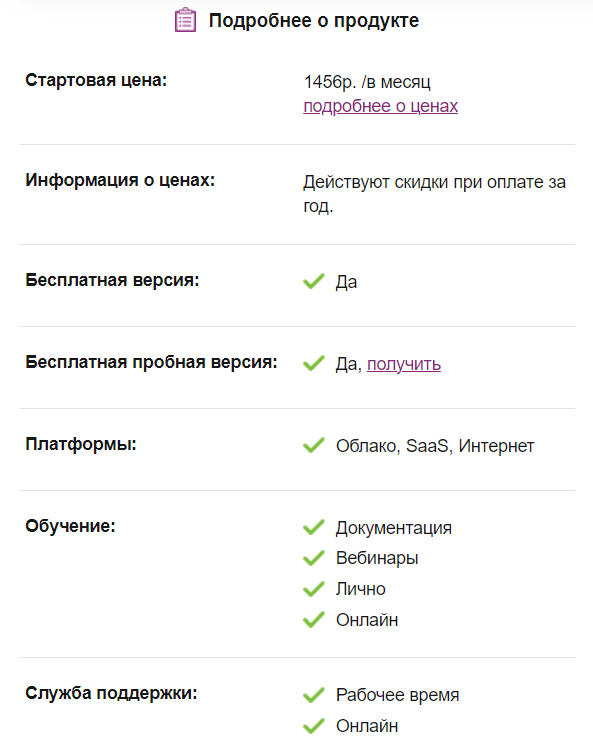 Подробнее о продукте
Стартовая цена:
1456р. /в месяц
подробнее о ценах
Информация о ценах:
Действуют скидки при оплате за
год.
Бесплатная версия:
Да
Бесплатная пробная версия:
Да, получить
Платформы:
Облако, SaaS, Интернет
Обучение:
Документация
Вебинары
Лично
Онлайн
Служба поддержки:
Рабочее время
Онлайн